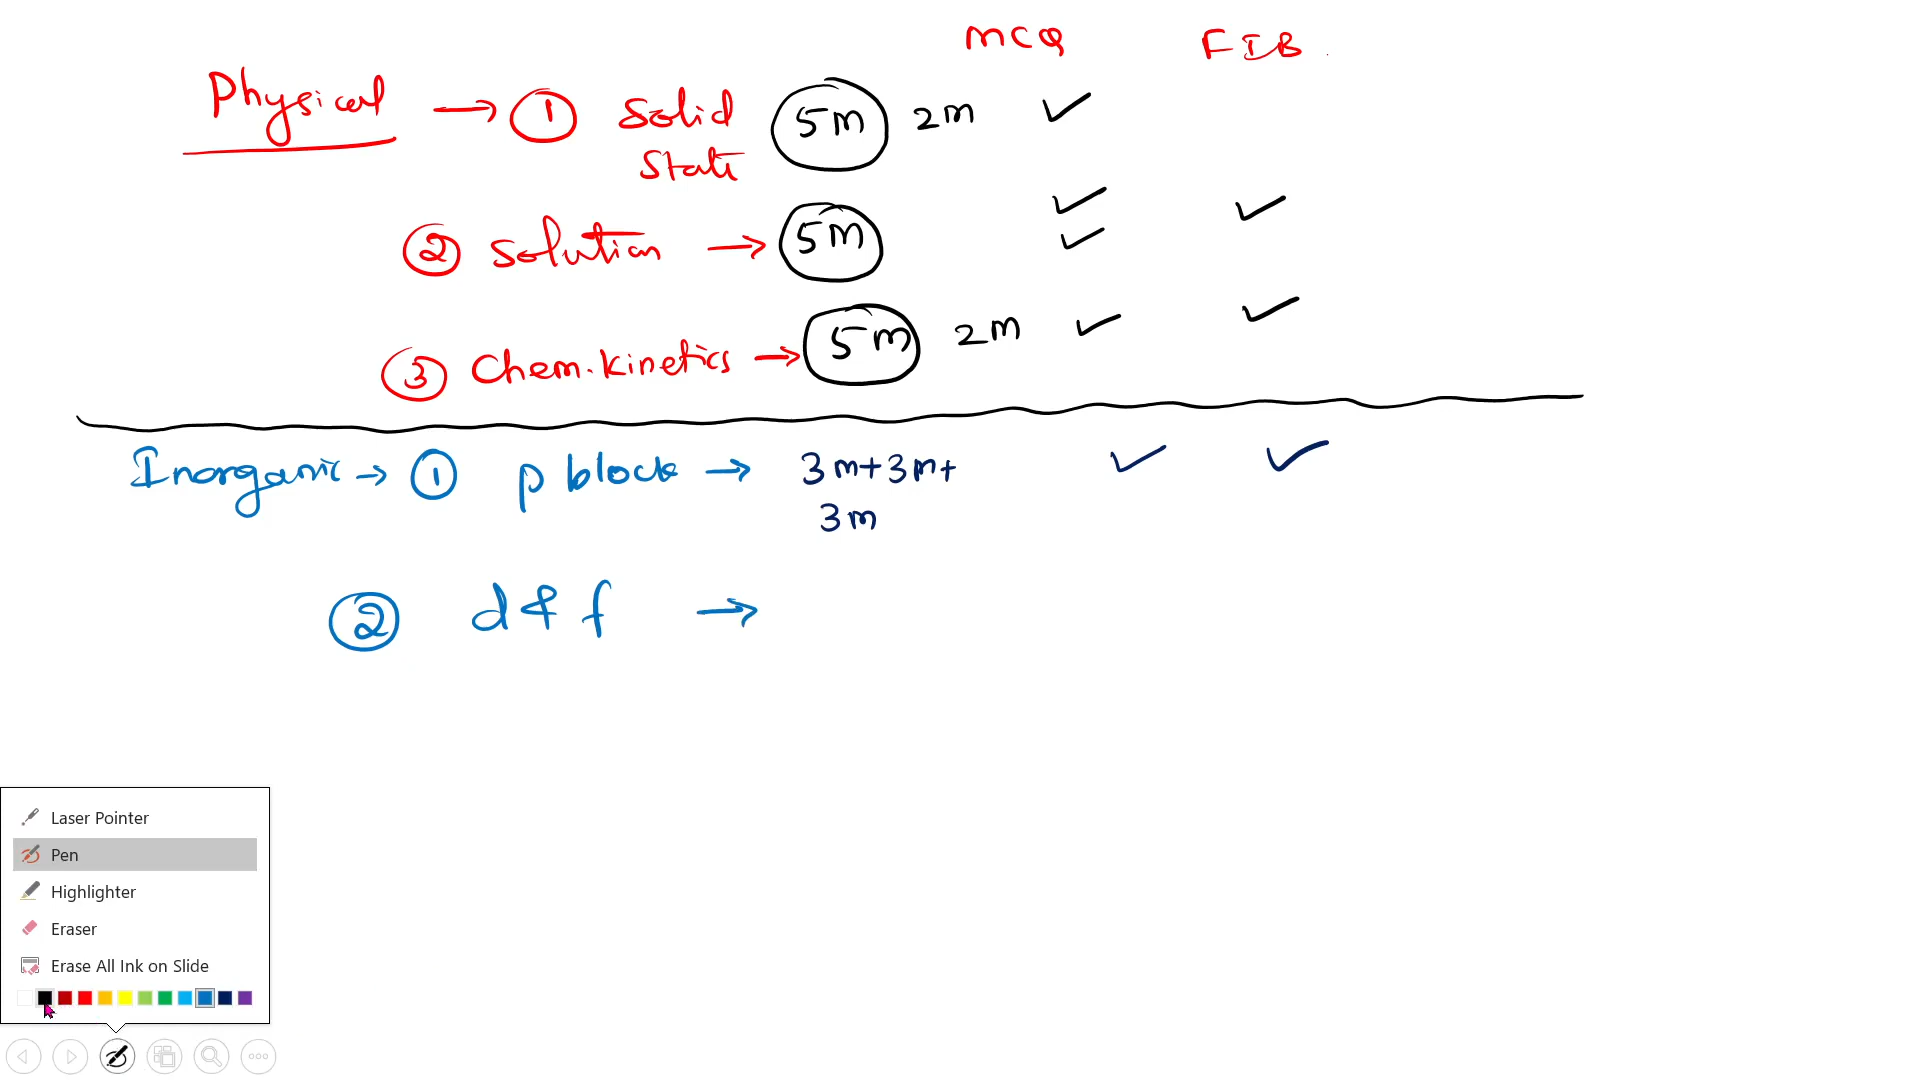 MCQ FIB
Physical → ① Solid 5m 2m ✓
State
② Solution → 5m ✓ ✓ ✓
③ Chem. Kinetics → 5m 2m ✓ ✓
Inorganic → ① p block → 3m+3m+ ✓ ✓
3m
② d & f →
Laser Pointer
Pen
Highlighter
Eraser
Erase All Ink on Slide